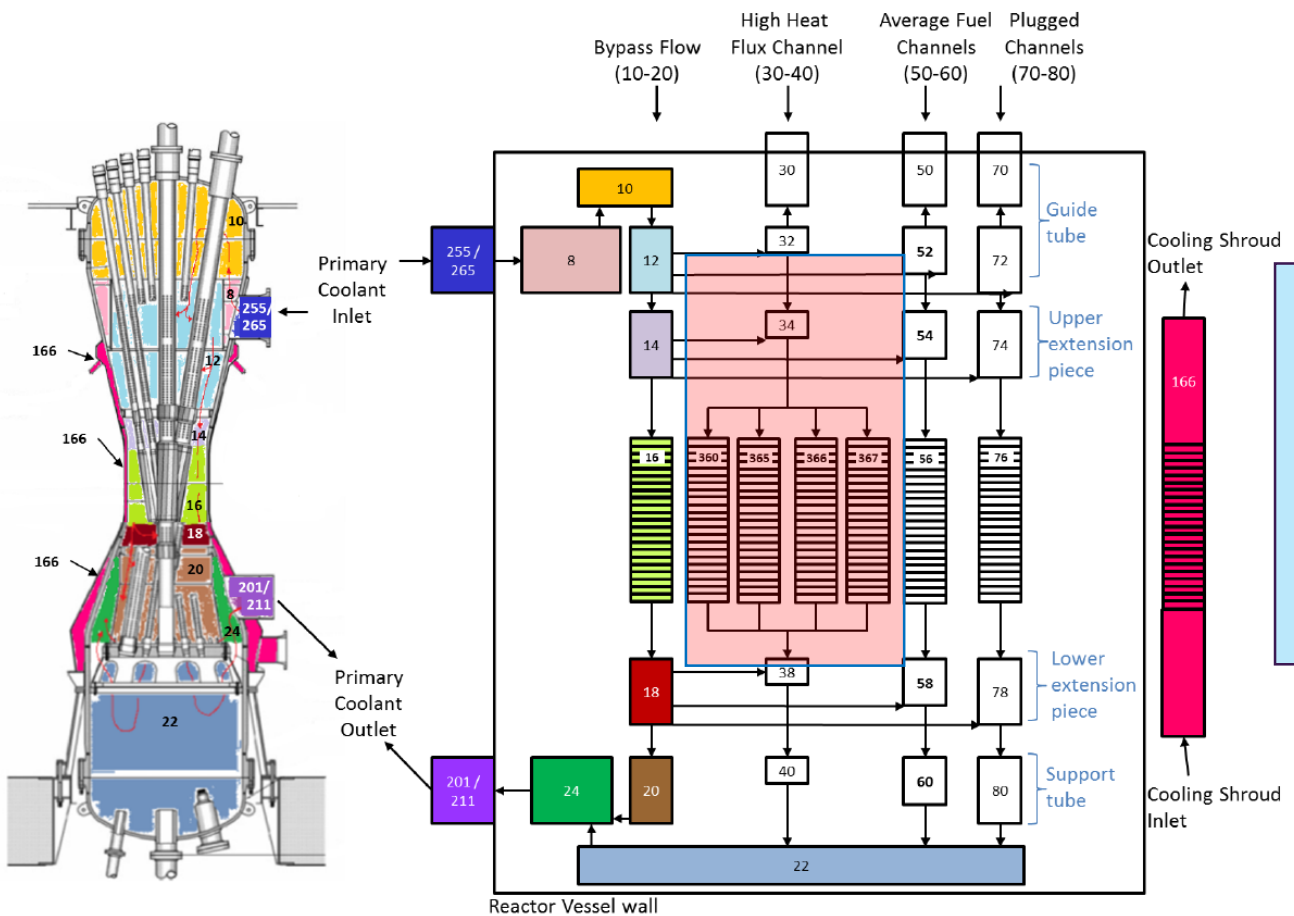 Bypass Flow
(10-20)
High Heat
Flux Channel
(30-40)
Average Fuel
Channels
(50-60)
Plugged
Channels
(70-80)
10
8
255/
265
166
12
14
166
16
18
166
20
201/
211
24
22
Primary
Coolant
Inlet
Primary
Coolant
Outlet
30
50
70
10
Guide
tube
32
255 /
265
8
12
52
72
Cooling Shroud
Outlet
34
14
54
74
Upper
extension
piece
166
16
360
365
366
367
56
76
18
38
58
78
Lower
extension
piece
201 /
211
24
20
40
60
80
Support
tube
Cooling Shroud
Inlet
22
Reactor Vessel wall